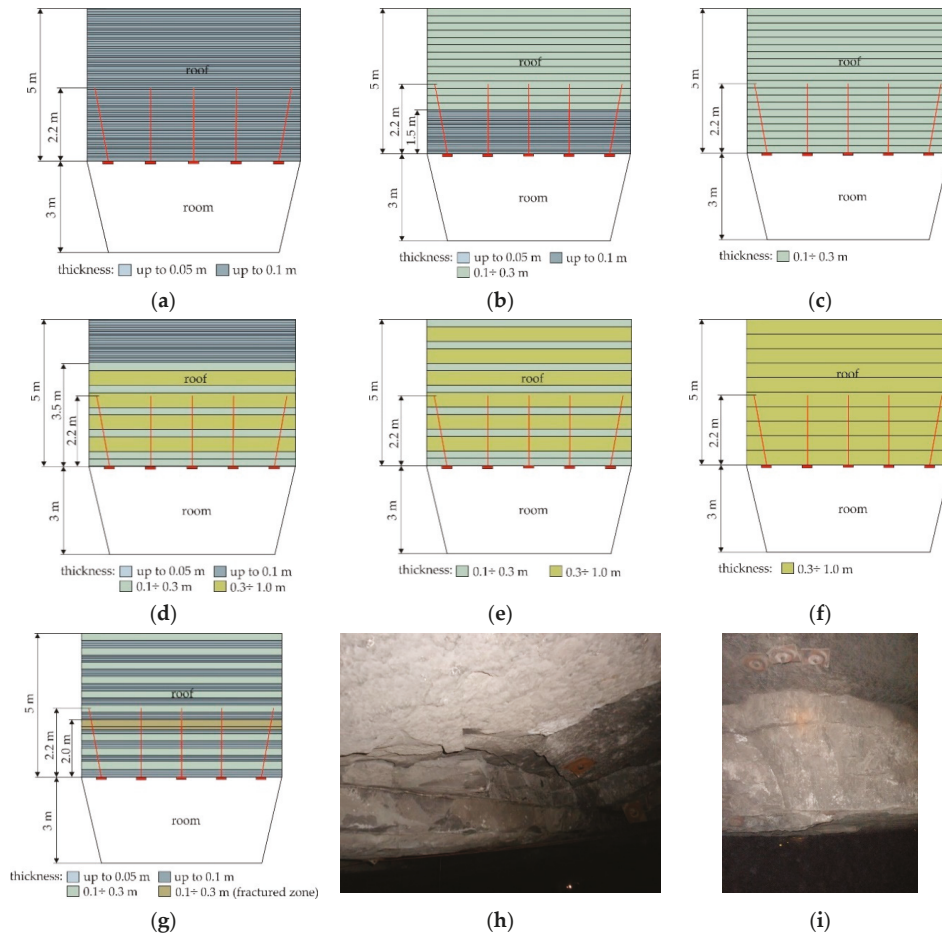 5 m
roof
2.2 m
3 m
room
thickness: up to 0.05 m up to 0.1 m
(a)
5 m
roof
2.2 m
1.5 m
3 m
room
thickness: up to 0.05 m up to 0.1 m
0.1÷ 0.3 m
(b)
5 m
roof
2.2 m
3 m
room
thickness: 0.1÷ 0.3 m
(c)
5 m
roof
3.5 m
2.2 m
3 m
room
thickness: up to 0.05 m up to 0.1 m
0.1÷ 0.3 m 0.3÷ 1.0 m
(d)
5 m
roof
2.2 m
3 m
room
thickness: 0.1÷ 0.3 m 0.3÷ 1.0 m
(e)
5 m
roof
2.2 m
3 m
room
thickness: 0.3÷ 1.0 m
(f)
5 m
roof
2.2 m
2.0 m
3 m
room
thickness: up to 0.05 m up to 0.1 m
0.1÷ 0.3 m 0.1÷ 0.3 m (fractured zone)
(g)
(h)
(i)